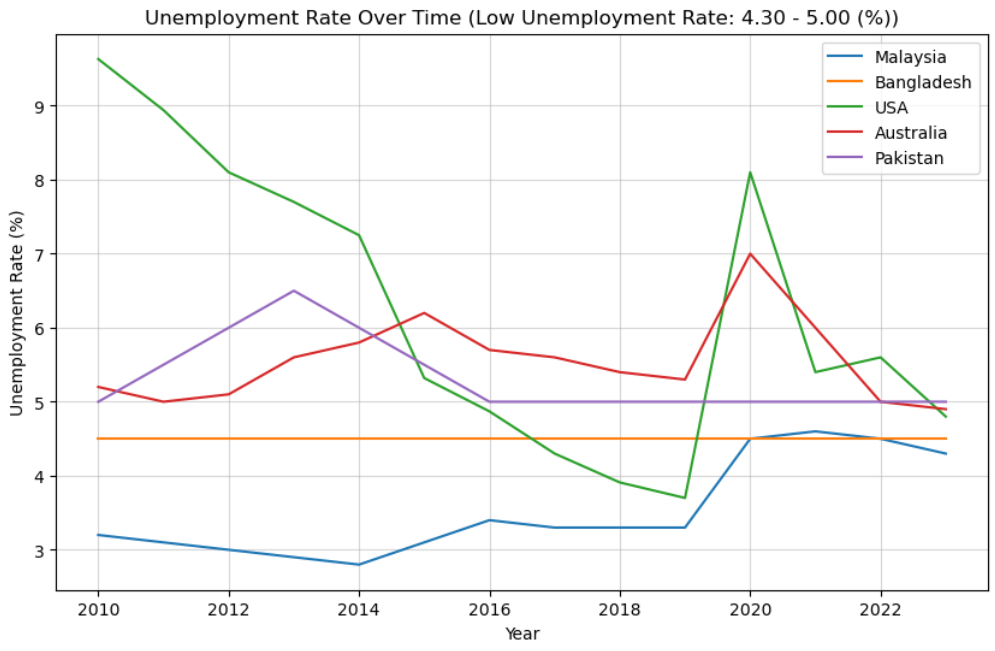 Unemployment Rate Over Time (Low Unemployment Rate: 4.30 - 5.00 (%))
Malaysia
Bangladesh
USA
Australia
Pakistan
Unemployment Rate (%)
9
8
7
6
5
4
3
2010 2012 2014 2016 2018 2020 2022
Year